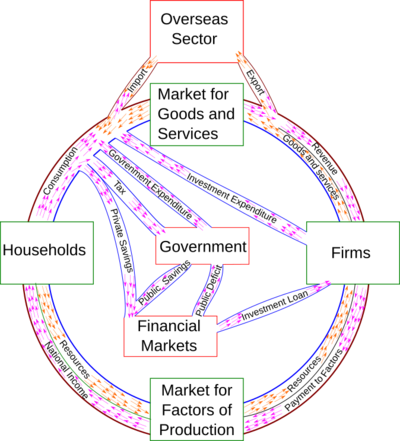 Overseas
Sector
Import
Export
Market for
Goods and
Services
Consumption
Revenue
Goods and services
Government Expenditure
Investment Expenditure
Tax
Private Savings
Households
Government
Firms
Public Savings
Public Deficit
Investment Loan
Financial
Markets
Resources
National Income
Resources
Payment to Factors
Market for
Factors of
Production